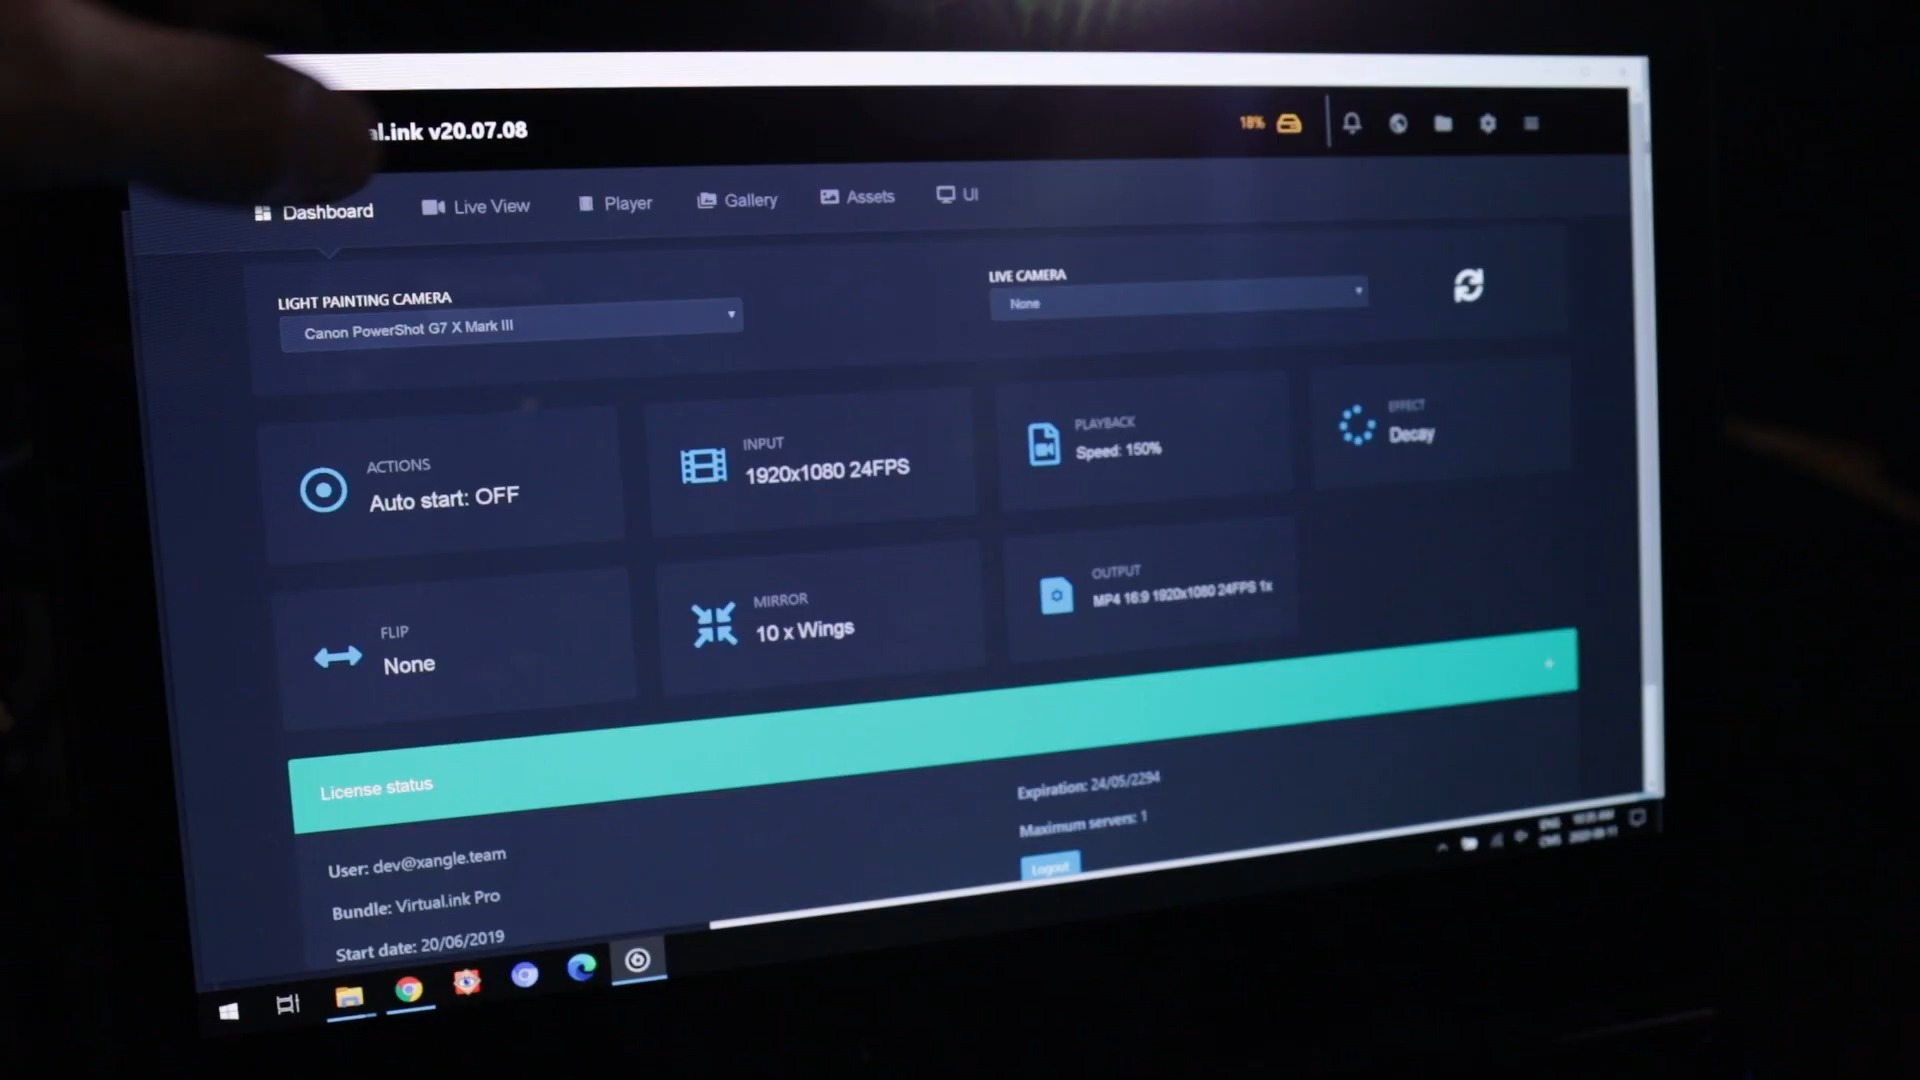 al.ink v20.07.08
18%
Dashboard
Live View
Player
Gallery
Assets
UI
LIGHT PAINTING CAMERA
Canon PowerShot G7 X Mark III
LIVE CAMERA
None
ACTIONS
Auto start: OFF
INPUT
1920x1080 24FPS
PLAYBACK
Speed: 150%
EFFECT
Decay
FLIP
None
MIRROR
10 x Wings
OUTPUT
MP4 16:9 1920x1080 24FPS 1x
License status
User: dev@xangle.team
Bundle: Virtual.ink Pro
Start date: 20/06/2019
Expiration: 24/05/2294
Maximum servers: 1
Logout
ENG